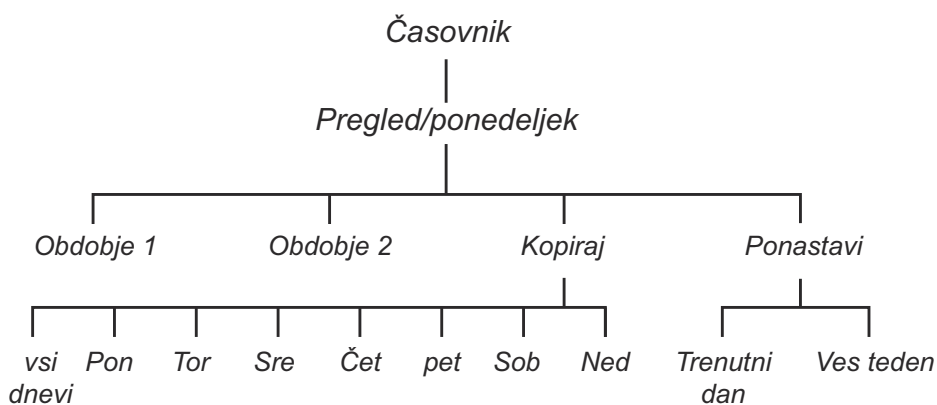 Časovnik
Pregled/ponedeljek
Obdobje 1 Obdobje 2 Kopiraj Ponastavi
vsi dnevi Pon Tor Sre Čet pet Sob Ned Trenutni dan Ves teden